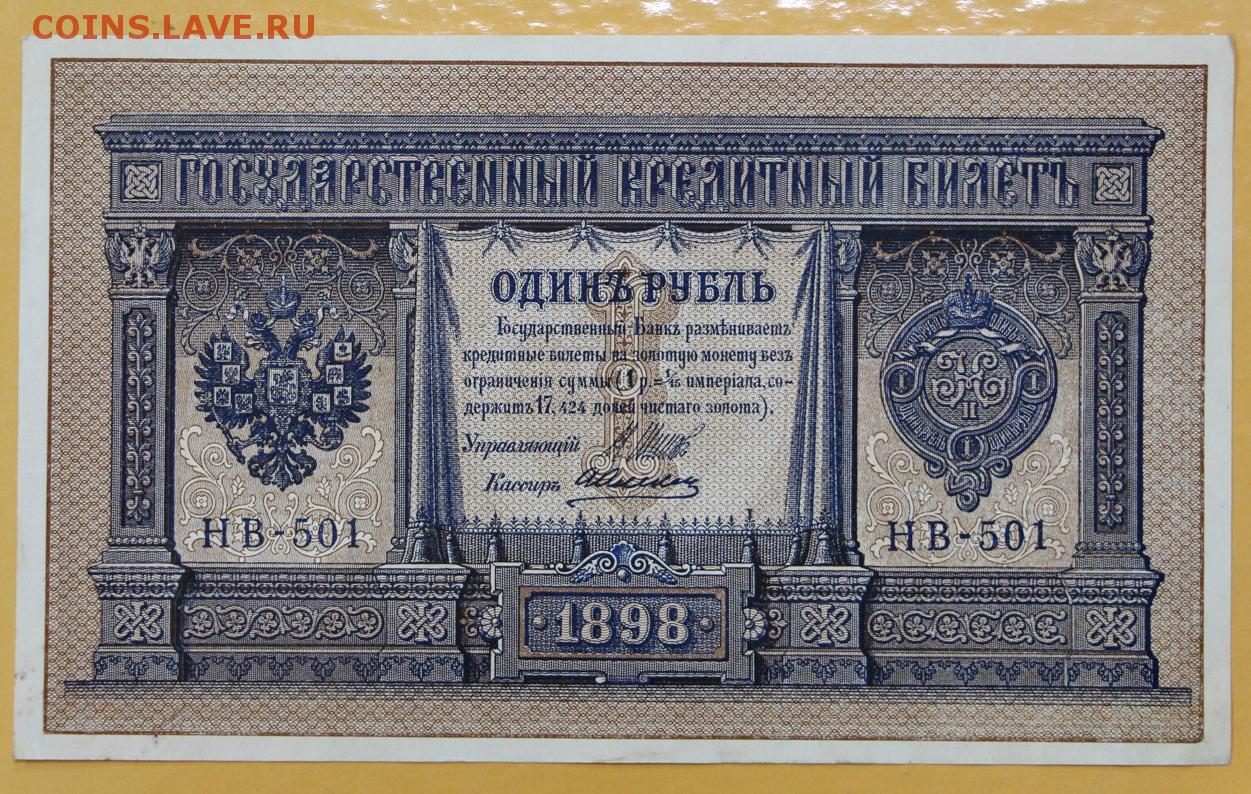 COINS.LAVE.RU
ГОСУДАРСТВЕННЫЙ КРЕДИТНЫЙ БИЛЕТЪ
ОДИНЪ РУБЛЬ
Государственный Банкъ размѣниваетъ
кредитные билеты на золотую монету безъ
ограниченія суммы (1 р.= 1/15 имперіала, со-
держитъ 17,424 долей чистаго золота).
Управляющій
Кассиръ
I
I
I
II
НВ-501
НВ-501
1898